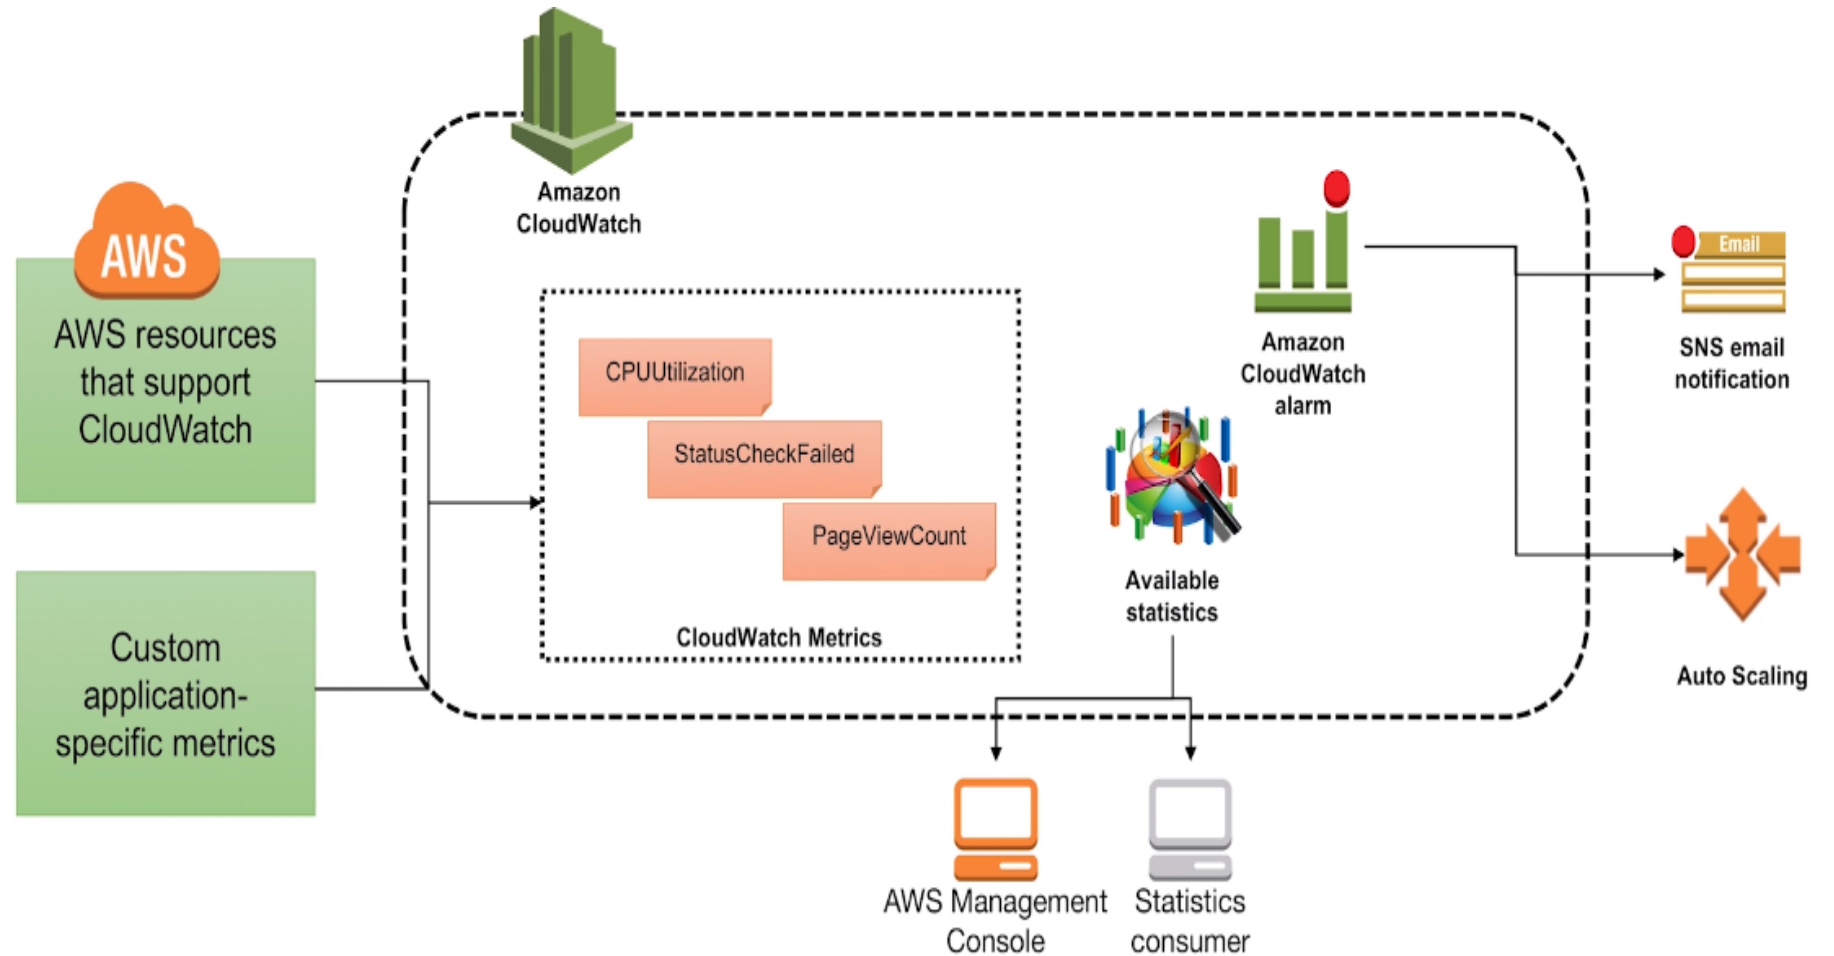 Amazon
CloudWatch
AWS
AWS resources
that support
CloudWatch
Custom
application-
specific metrics
CPUUtilization
StatusCheckFailed
PageViewCount
CloudWatch Metrics
Amazon
CloudWatch
alarm
Available
statistics
Email
SNS email
notification
Auto Scaling
AWS Management
Console
Statistics
consumer